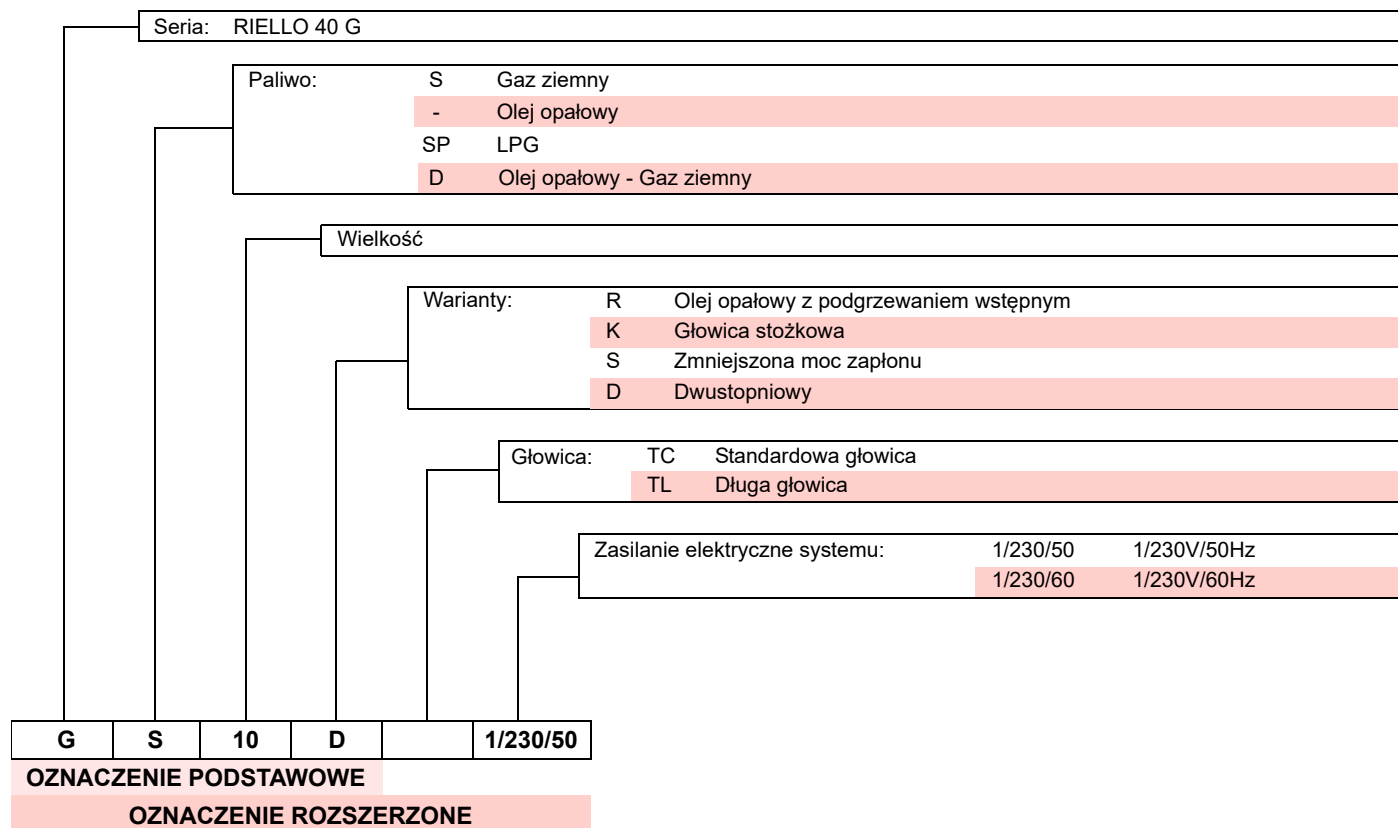 Seria: RIELLO 40 G
Paliwo: S Gaz ziemny
- Olej opałowy
SP LPG
D Olej opałowy - Gaz ziemny
Wielkość
Warianty: R Olej opałowy z podgrzewaniem wstępnym
K Głowica stożkowa
S Zmniejszona moc zapłonu
D Dwustopniowy
Głowica: TC Standardowa głowica
TL Długa głowica
Zasilanie elektryczne systemu: 1/230/50 1/230V/50Hz
1/230/60 1/230V/60Hz
G S 10 D 1/230/50
OZNACZENIE PODSTAWOWE
OZNACZENIE ROZSZERZONE